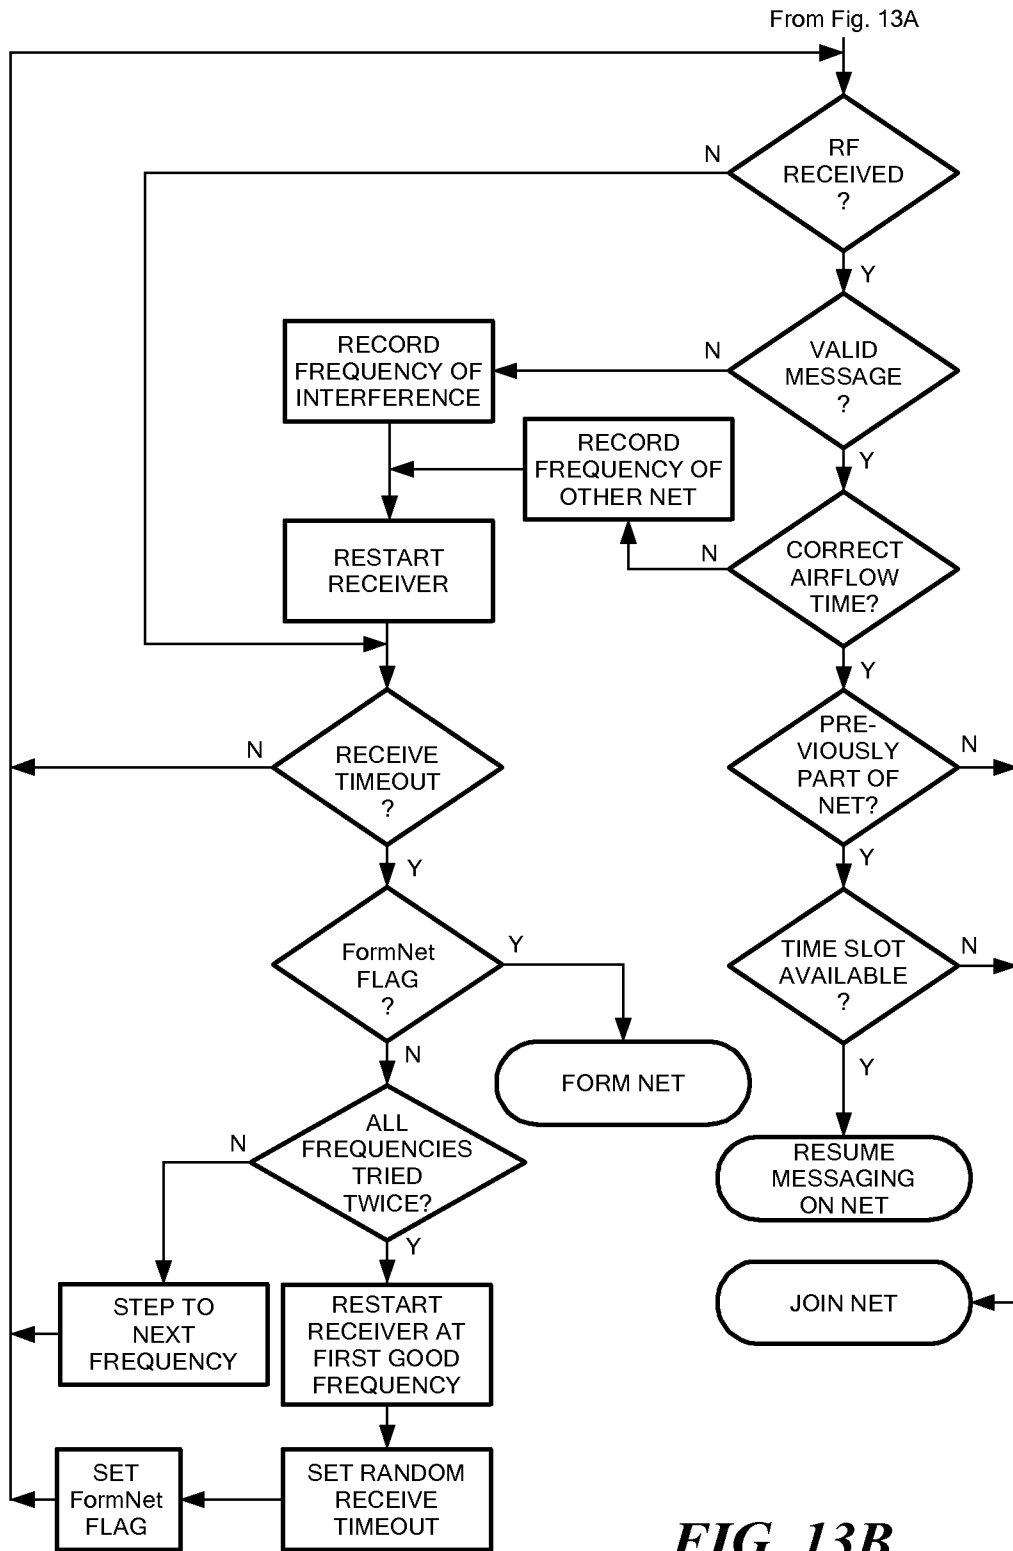 From Fig. 13A
RF
RECEIVED
?
N
Y
VALID
MESSAGE
?
N
Y
RECORD
FREQUENCY OF
INTERFERENCE
RECORD
FREQUENCY OF
OTHER NET
CORRECT
AIRFLOW
TIME?
N
Y
RESTART
RECEIVER
RECEIVE
TIMEOUT
?
N
Y
PRE-
VIOUSLY
PART OF
NET?
N
Y
FormNet
FLAG
?
Y
N
TIME SLOT
AVAILABLE
?
N
Y
FORM NET
ALL
FREQUENCIES
TRIED
TWICE?
N
Y
RESUME
MESSAGING
ON NET
STEP TO
NEXT
FREQUENCY
RESTART
RECEIVER AT
FIRST GOOD
FREQUENCY
JOIN NET
SET
FormNet
FLAG
SET RANDOM
RECEIVE
TIMEOUT
FIG. 13B